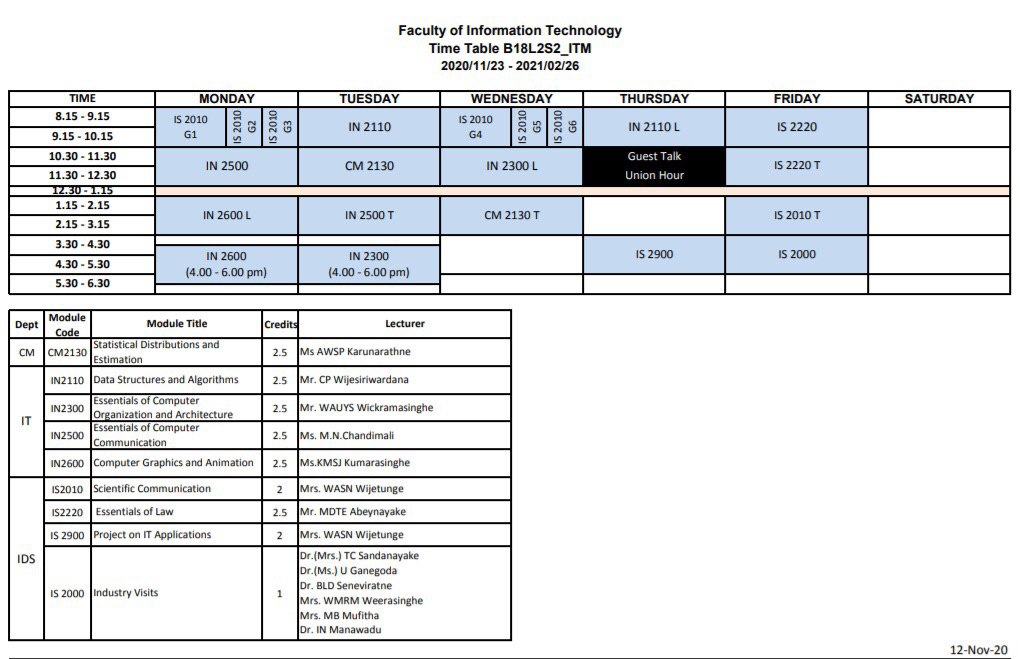 Faculty of Information Technology
Time Table B18L2S2_ITM
2020/11/23 - 2021/02/26
TIME MONDAY TUESDAY WEDNESDAY THURSDAY FRIDAY SATURDAY
8.15 - 9.15
9.15 - 10.15
IS 2010 G1
IS 2010 G2
IS 2010 G3
IN 2110
IS 2010 G4
IS 2010 G5
IS 2010 G6
IN 2110 L
IS 2220
10.30 - 11.30
11.30 - 12.30
IN 2500
CM 2130
IN 2300 L
Guest Talk
Union Hour
IS 2220 T
12.30 - 1.15
1.15 - 2.15
2.15 - 3.15
IN 2600 L
IN 2500 T
CM 2130 T
IS 2010 T
3.30 - 4.30
4.30 - 5.30
5.30 - 6.30
IN 2600
(4.00 - 6.00 pm)
IN 2300
(4.00 - 6.00 pm)
IS 2900
IS 2000
Dept Module Code Module Title Credits Lecturer
CM CM2130 Statistical Distributions and Estimation 2.5 Ms AWSP Karunarathne
IT
IN2110 Data Structures and Algorithms 2.5 Mr. CP Wijesiriwardana
IN2300 Essentials of Computer Organization and Architecture 2.5 Mr. WAUYS Wickramasinghe
IN2500 Essentials of Computer Communication 2.5 Ms. M.N.Chandimali
IN2600 Computer Graphics and Animation 2.5 Ms.KMSJ Kumarasinghe
IDS
IS2010 Scientific Communication 2 Mrs. WASN Wijetunge
IS2220 Essentials of Law 2.5 Mr. MDTE Abeynayake
IS 2900 Project on IT Applications 2 Mrs. WASN Wijetunge
IS 2000 Industry Visits 1
Dr.(Mrs.) TC Sandanayake
Dr.(Ms.) U Ganegoda
Dr. BLD Seneviratne
Mrs. WMRM Weerasinghe
Mrs. MB Mufitha
Dr. IN Manawadu
12-Nov-20